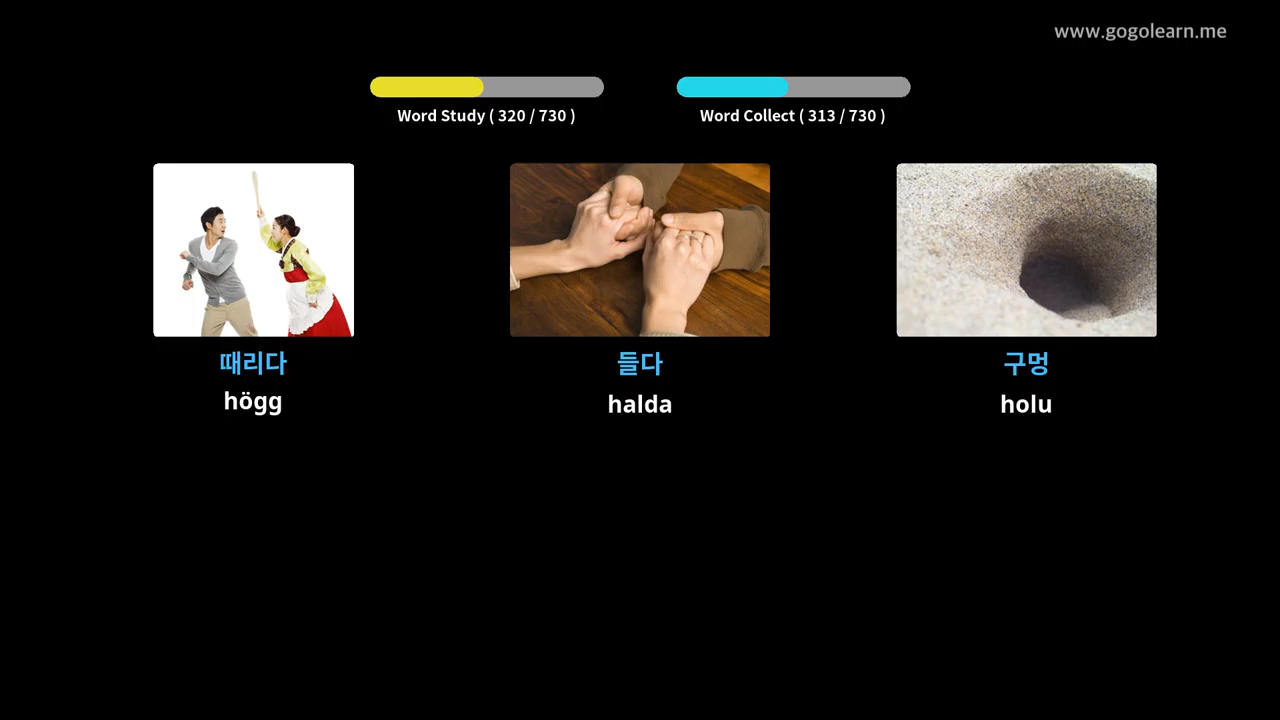 www.gogolearn.me
Word Study ( 320 / 730 )
Word Collect ( 313 / 730 )
때리다
högg
들다
halda
구멍
holu